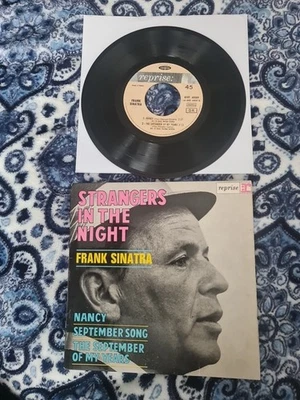 reprise:
45
FRANK
SINATRA
STRANGERS
IN THE
NIGHT
reprise
FRANK SINATRA
NANCY
SEPTEMBER SONG
THE SEPTEMBER
OF MY YEARS